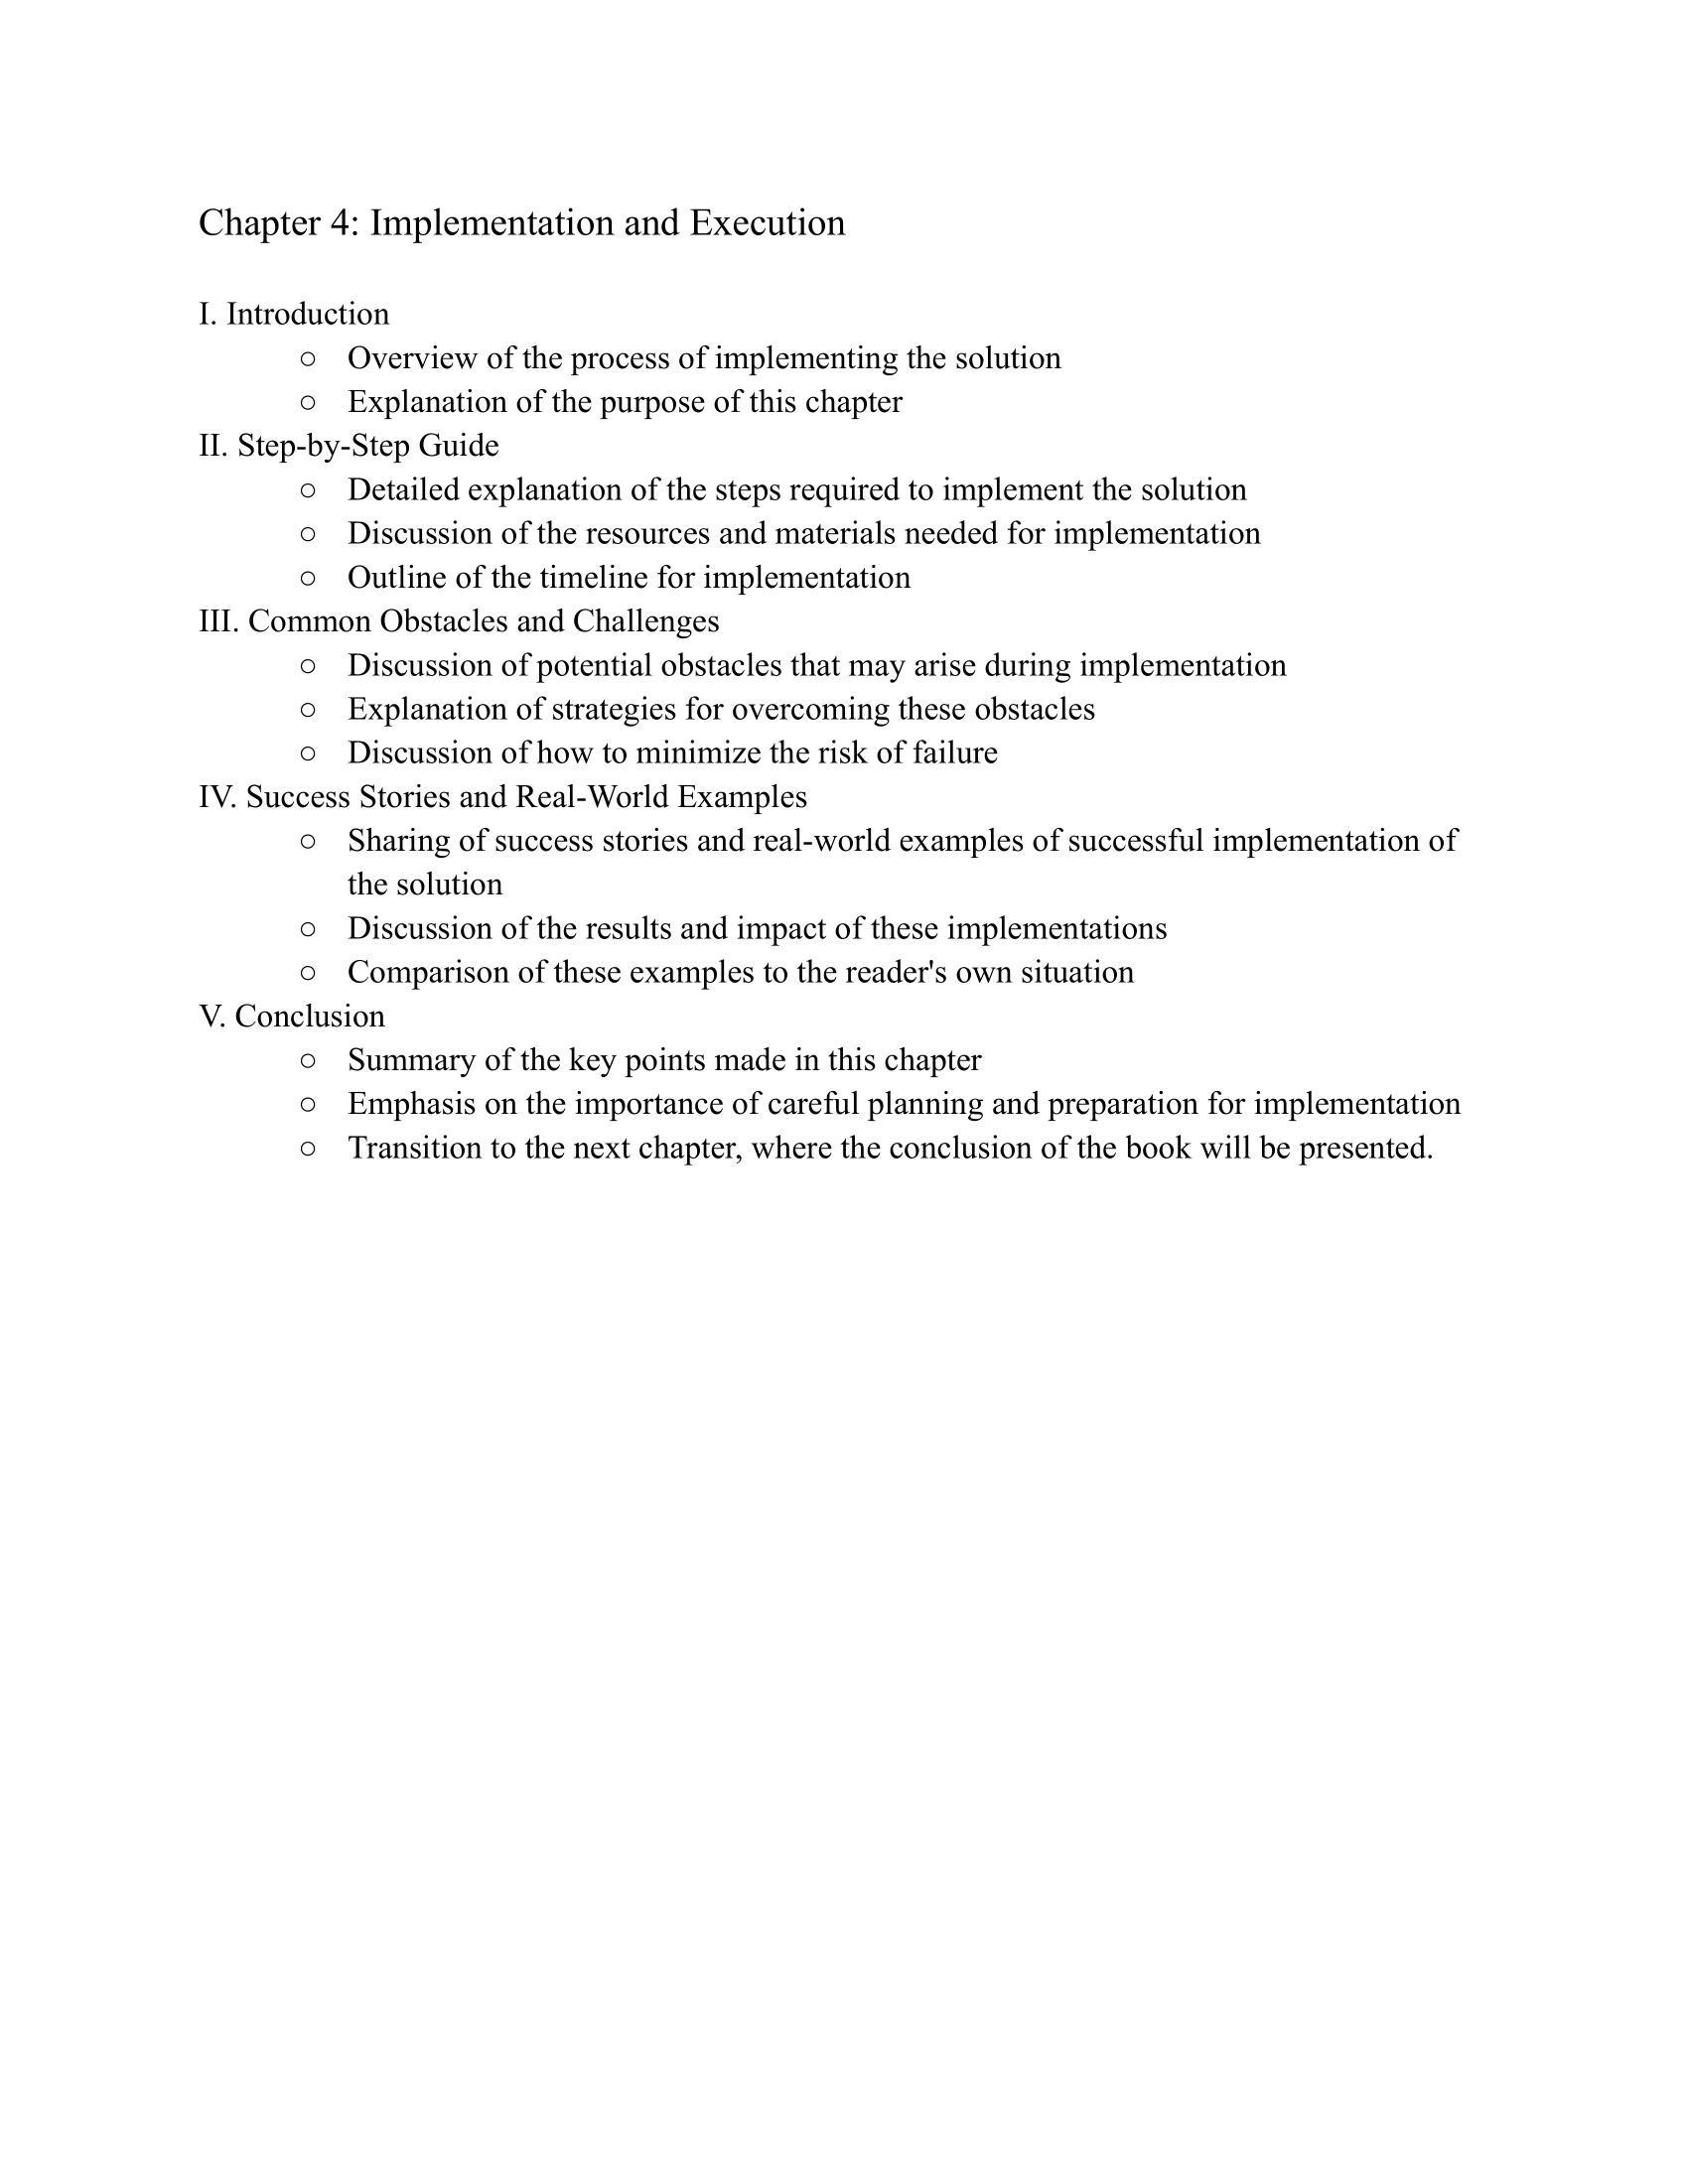 Chapter 4: Implementation and Execution
I. Introduction
○ Overview of the process of implementing the solution
○ Explanation of the purpose of this chapter
II. Step-by-Step Guide
○ Detailed explanation of the steps required to implement the solution
○ Discussion of the resources and materials needed for implementation
○ Outline of the timeline for implementation
III. Common Obstacles and Challenges
○ Discussion of potential obstacles that may arise during implementation
○ Explanation of strategies for overcoming these obstacles
○ Discussion of how to minimize the risk of failure
IV. Success Stories and Real-World Examples
○ Sharing of success stories and real-world examples of successful implementation of
the solution
○ Discussion of the results and impact of these implementations
○ Comparison of these examples to the reader's own situation
V. Conclusion
○ Summary of the key points made in this chapter
○ Emphasis on the importance of careful planning and preparation for implementation
○ Transition to the next chapter, where the conclusion of the book will be presented.